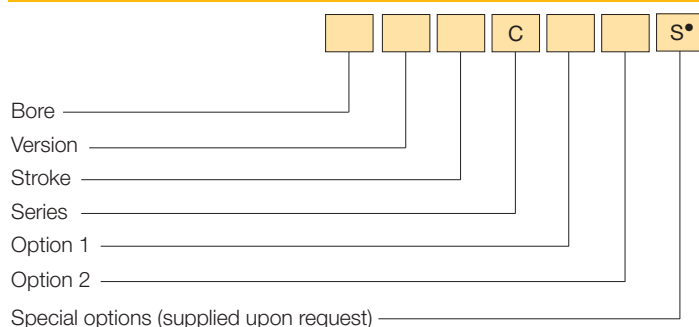 C S•
Bore
Version
Stroke
Series
Option 1
Option 2
Special options (supplied upon request)